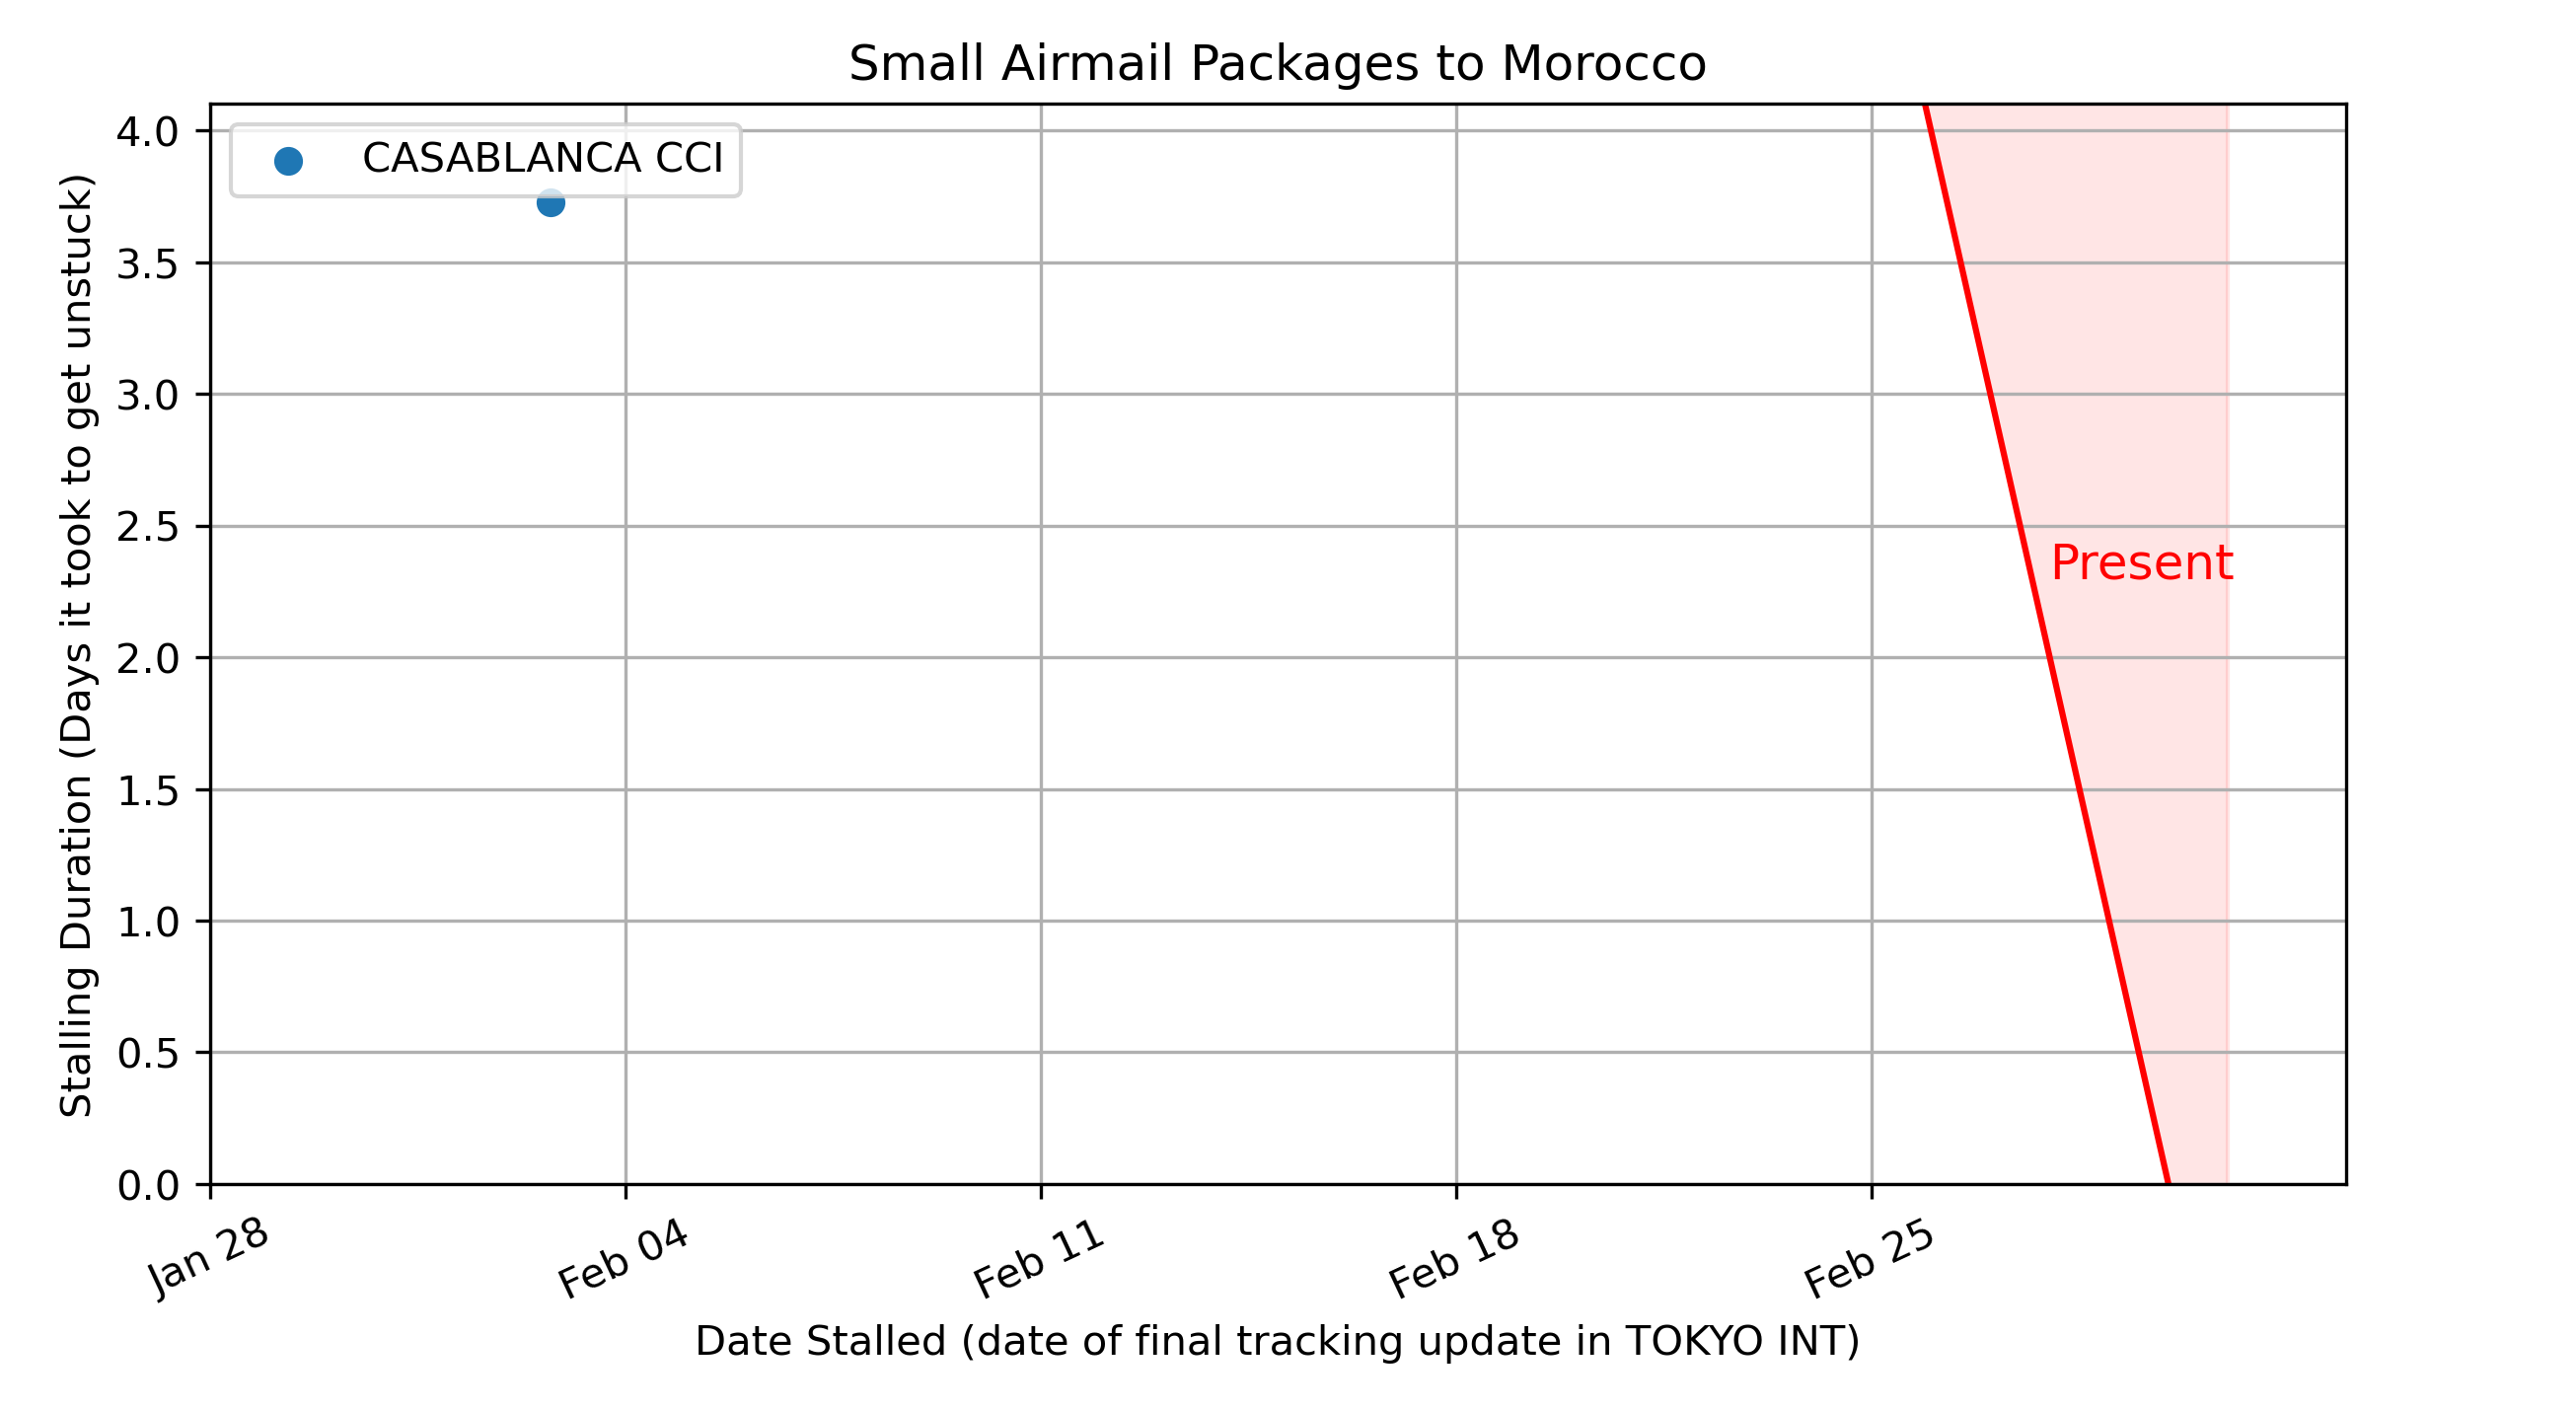 Small Airmail Packages to Morocco
CASABLANCA CCI
4.0
3.5
3.0
2.5
2.0
1.5
1.0
0.5
0.0
Stalling Duration (Days it took to get unstuck)
Present
Jan 28
Feb 04
Feb 11
Feb 18
Feb 25
Date Stalled (date of final tracking update in TOKYO INT)